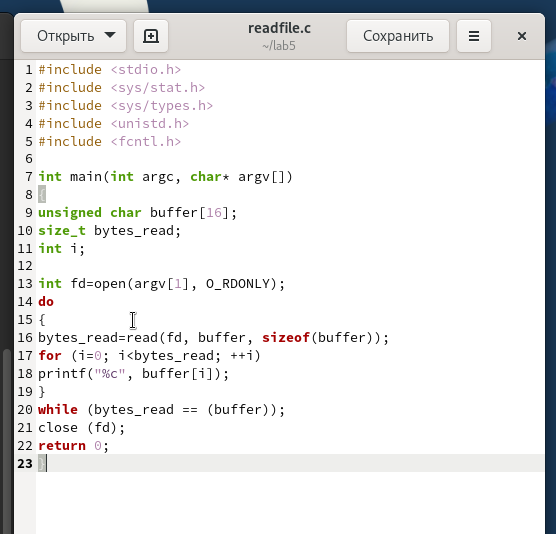 Открыть
readfile.c
~/lab5
Сохранить
1 #include <stdio.h>
2 #include <sys/stat.h>
3 #include <sys/types.h>
4 #include <unistd.h>
5 #include <fcntl.h>
6
7 int main(int argc, char* argv[])
8 {
9 unsigned char buffer[16];
10 size_t bytes_read;
11 int i;
12
13 int fd=open(argv[1], O_RDONLY);
14 do
15 {
16 bytes_read=read(fd, buffer, sizeof(buffer));
17 for (i=0; i<bytes_read; ++i)
18 printf("%c", buffer[i]);
19 }
20 while (bytes_read == (buffer));
21 close (fd);
22 return 0;
23 }